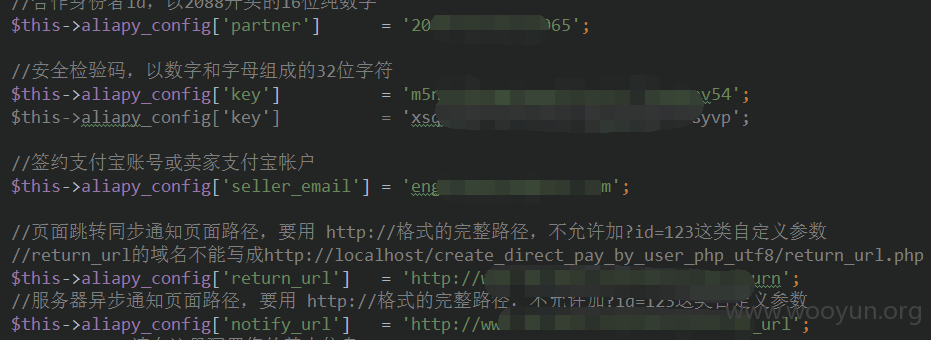 //合作身份者id，以2088开头的16位纯数字
$this->aliapy_config['partner'] = '20 065';
//安全检验码，以数字和字母组成的32位字符
$this->aliapy_config['key'] = 'm5n y54';
$this->aliapy_config['key'] = 'xsq syvp';
//签约支付宝账号或卖家支付宝帐户
$this->aliapy_config['seller_email'] = 'eng m';
//页面跳转同步通知页面路径，要用 http://格式的完整路径，不允许加?id=123这类自定义参数
//return_url的域名不能写成http://localhost/create_direct_pay_by_user_php_utf8/return_url.php
$this->aliapy_config['return_url'] = 'http://w urn';
//服务器异步通知页面路径，要用 http://格式的完整路径，不允许加?id=123这类自定义参数
$this->aliapy_config['notify_url'] = 'http://ww _url';
www.wooyun.org